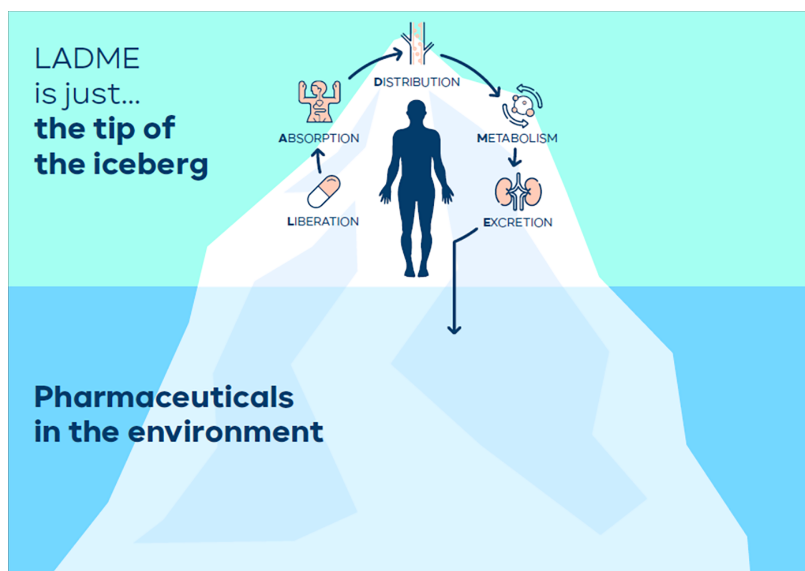 LADME
is just...
the tip of
the iceberg
DISTRIBUTION
ABSORPTION
METABOLISM
LIBERATION
EXCRETION
Pharmaceuticals
in the environment